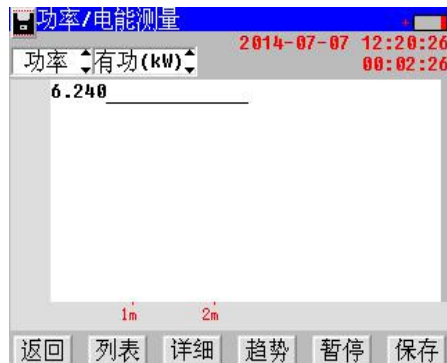 功率/电能测量
2014-07-07 12:20:26
功率 有功(kW) 00:02:26
6.240
1m 2m
返回 列表 详细 趋势 暂停 保存